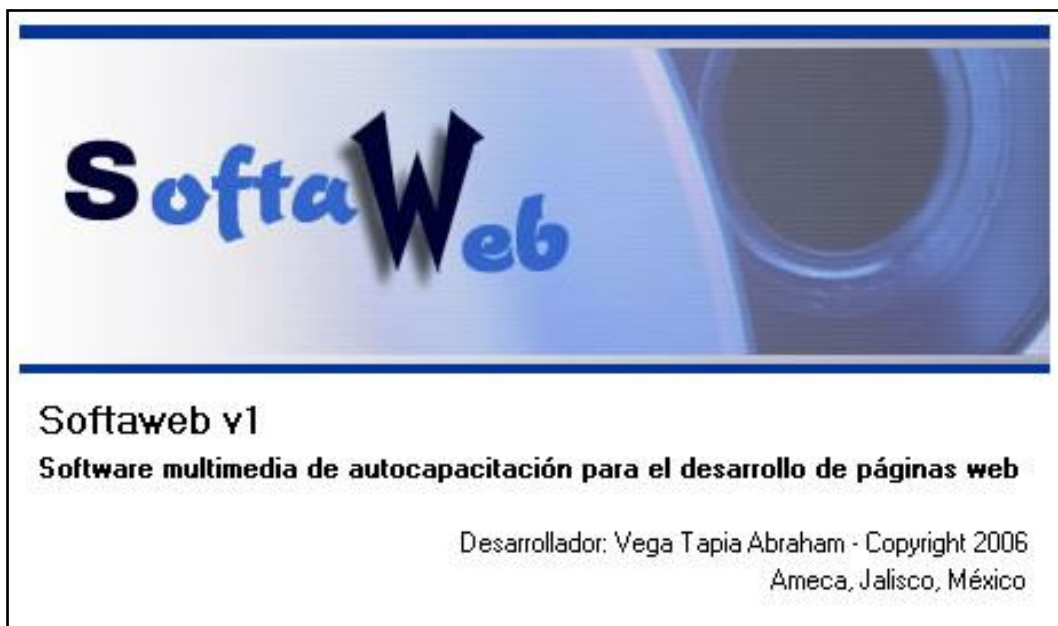 SoftaWeb
Softaweb v1
Software multimedia de autocapacitación para el desarrollo de páginas web
Desarrollador: Vega Tapia Abraham - Copyright 2006
Ameca, Jalisco, México